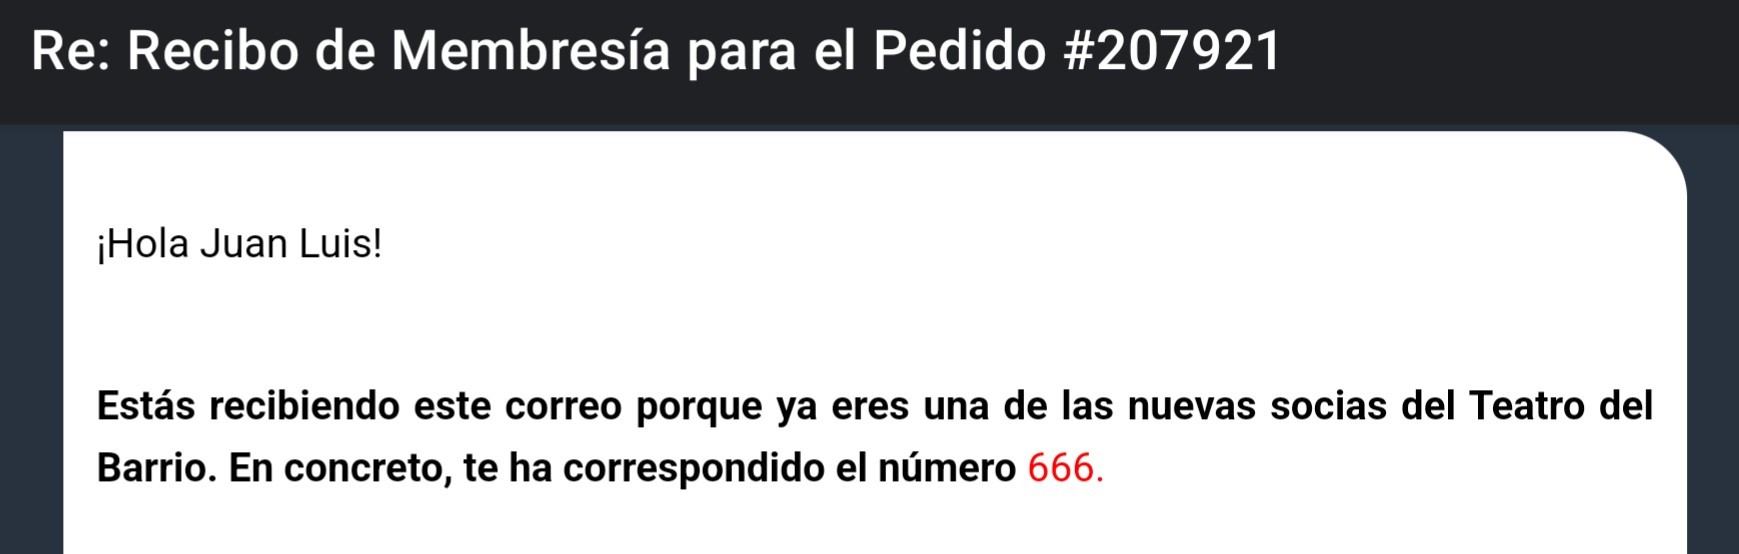 Re: Recibo de Membresía para el Pedido #207921
¡Hola Juan Luis!
Estás recibiendo este correo porque ya eres una de las nuevas socias del Teatro del
Barrio. En concreto, te ha correspondido el número 666.